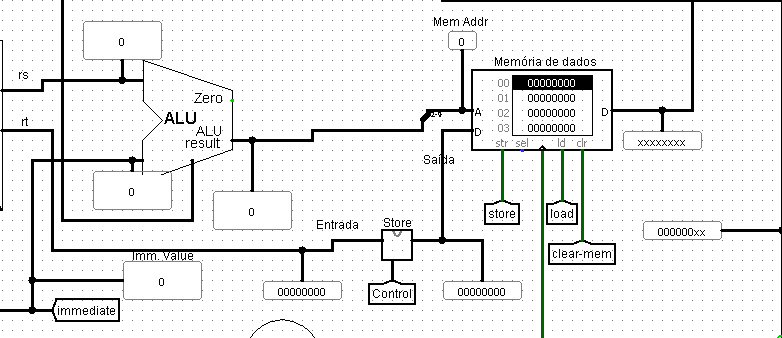 Mem Addr
0
0
rs
Zero
ALU
ALU
result
rt
0
0
Memória de dados
00 00000000
01 00000000
02 00000000
03 00000000
A
D
D
str sel ld clr
xxxxxxxx
Saída
store
load
clear-mem
000000xx
Entrada
Store
Imm. Value
0
00000000
Control
00000000
immediate